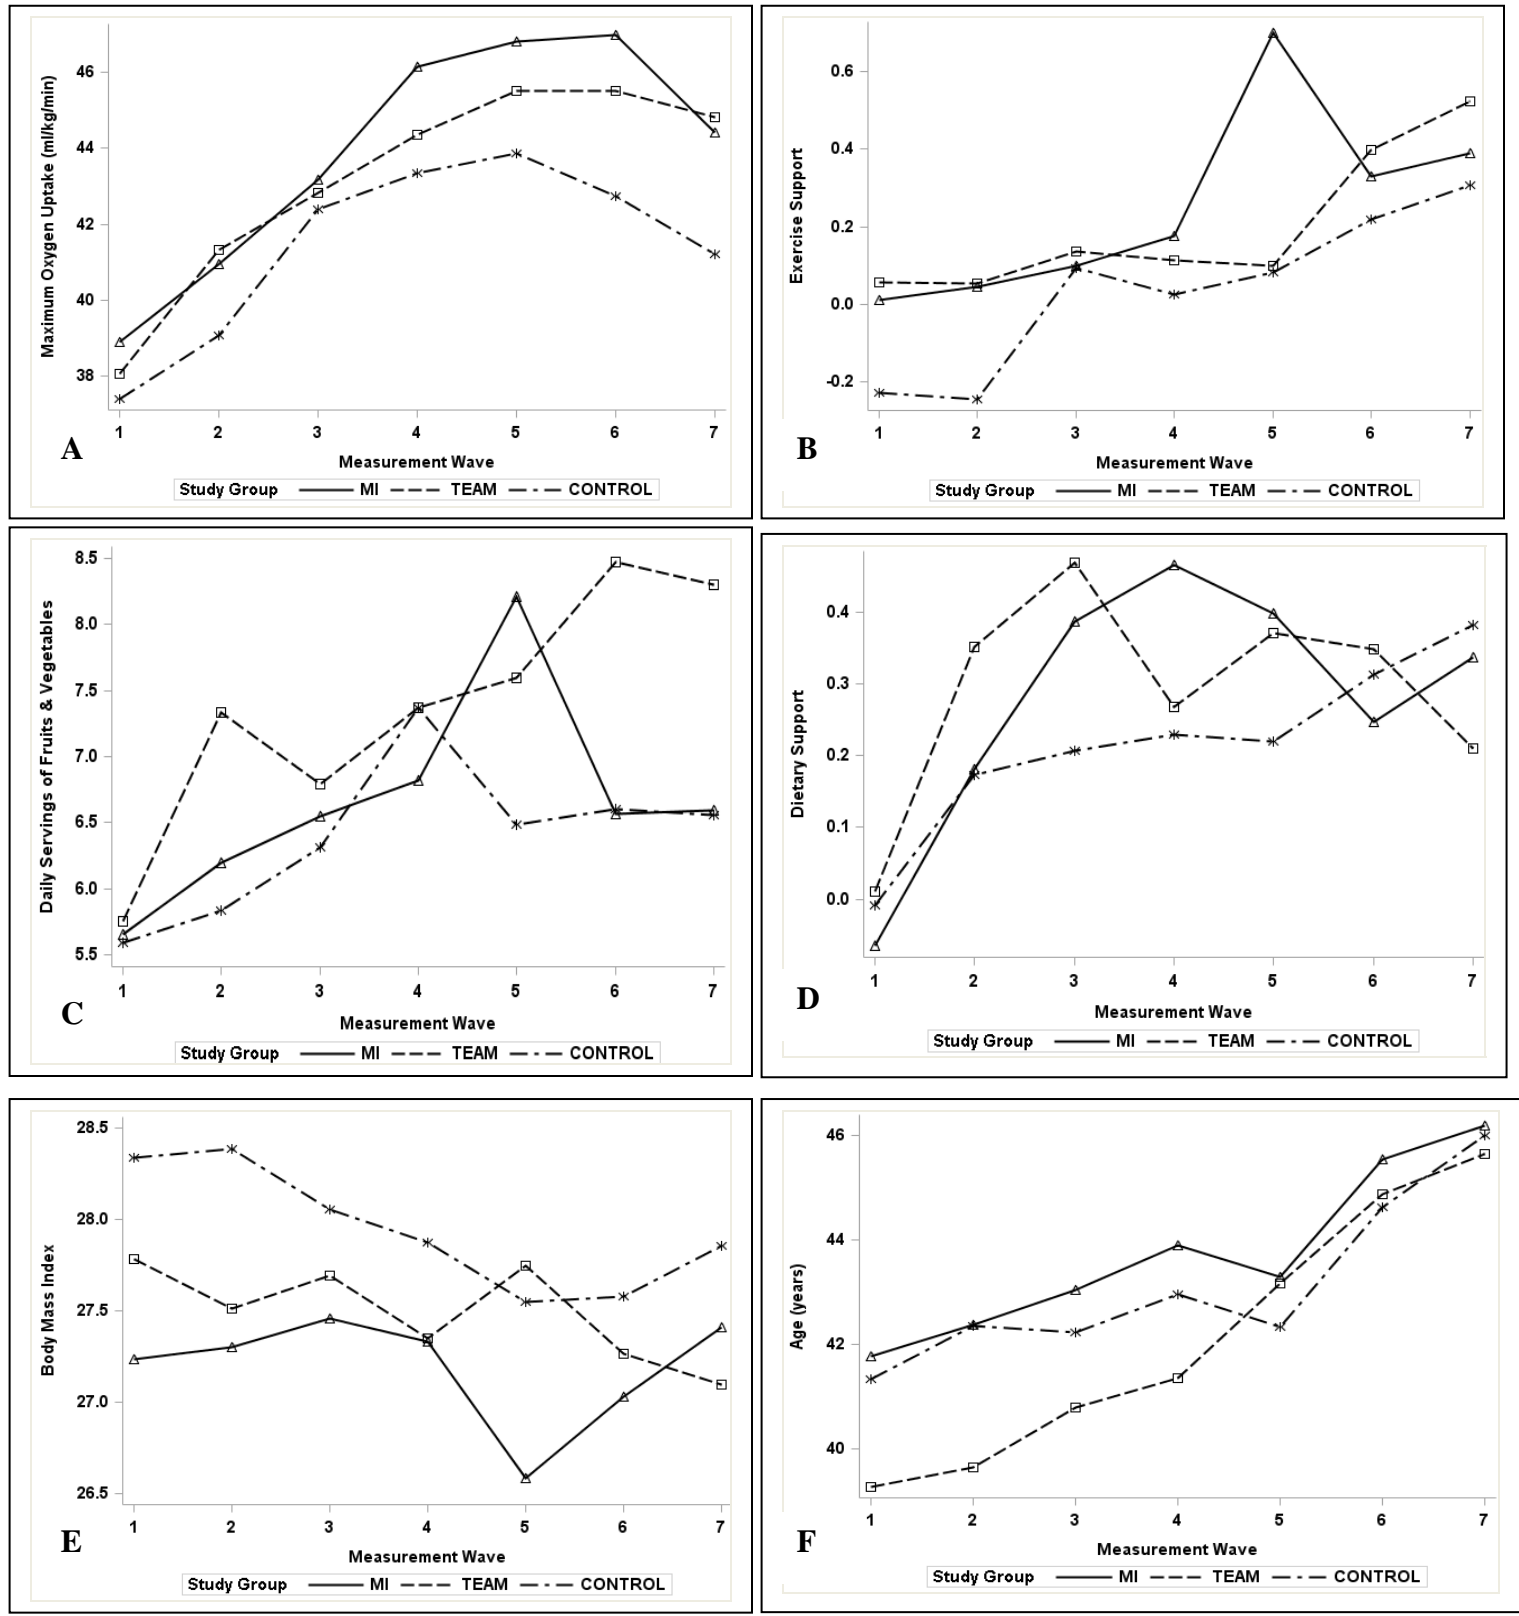 Maximum Oxygen Uptake (ml/kg/min)
46
44
42
40
38
1 2 3 4 5 6 7
A
Measurement Wave
Study Group MI TEAM CONTROL
Exercise Support
0.6
0.4
0.2
0.0
-0.2
1 2 3 4 5 6 7
B
Measurement Wave
Study Group MI TEAM CONTROL
Daily Servings of Fruits & Vegetables
8.5
8.0
7.5
7.0
6.5
6.0
5.5
1 2 3 4 5 6 7
C
Measurement Wave
Study Group MI TEAM CONTROL
Dietary Support
0.4
0.3
0.2
0.1
0.0
1 2 3 4 5 6 7
D
Measurement Wave
Study Group MI TEAM CONTROL
Body Mass Index
28.5
28.0
27.5
27.0
26.5
1 2 3 4 5 6 7
E
Measurement Wave
Study Group MI TEAM CONTROL
Age (years)
46
44
42
40
1 2 3 4 5 6 7
F
Measurement Wave
Study Group MI TEAM CONTROL